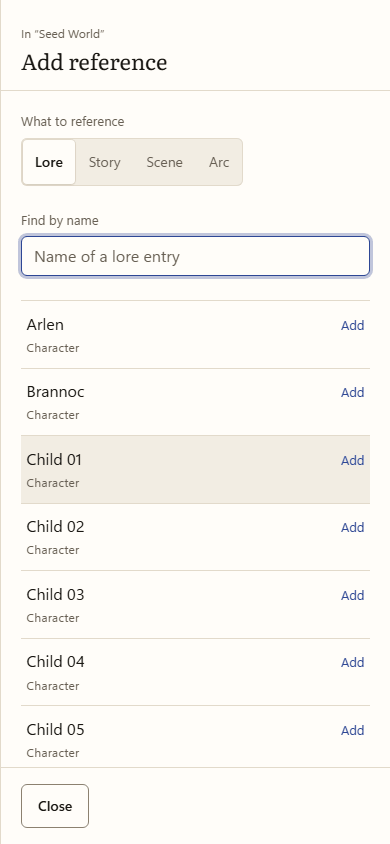 In “Seed World”
Add reference
What to reference
Lore Story Scene Arc
Find by name
Name of a lore entry
Arlen Add
Character
Brannoc Add
Character
Child 01 Add
Character
Child 02 Add
Character
Child 03 Add
Character
Child 04 Add
Character
Child 05 Add
Character
Close